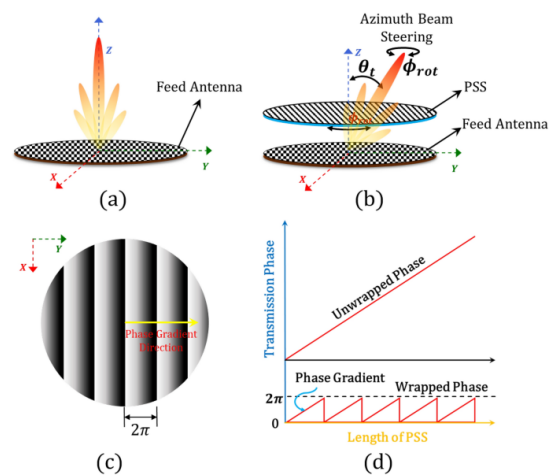 Z
Feed Antenna
Y
X
(a)
Azimuth Beam
Steering
Z
θt
ϕrot
PSS
ϕrot
Feed Antenna
Y
X
(b)
Y
X
Phase Gradient
Direction
2π
(c)
Transmission Phase
Unwrapped Phase
Phase Gradient
Wrapped Phase
2π
0
Length of PSS
(d)